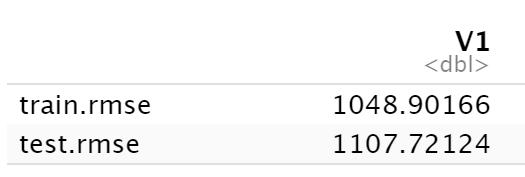 V1
<dbl>
train.rmse 1048.90166
test.rmse 1107.72124